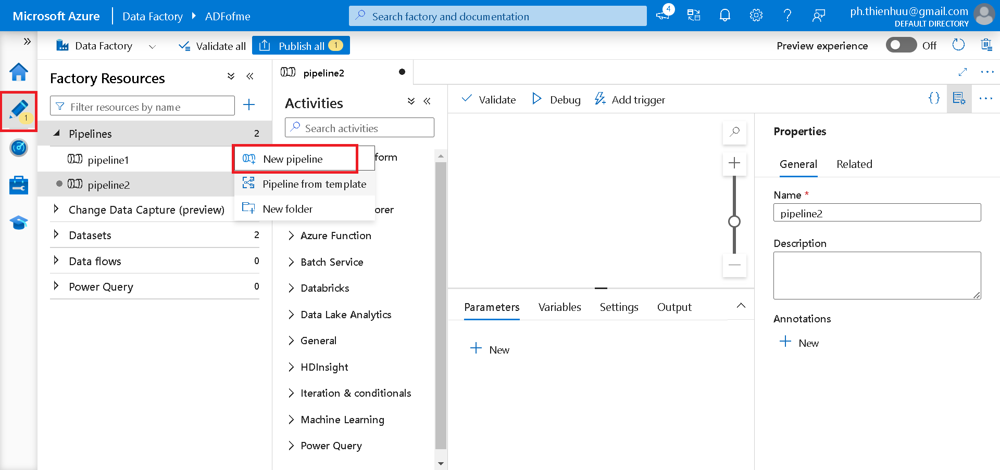 Microsoft Azure
Data Factory
ADFofme
Search factory and documentation
4
ph.thienhuu@gmail.com
DEFAULT DIRECTORY
Data Factory
Validate all
Publish all 1
Preview experience
Off
1
Factory Resources
Filter resources by name
Pipelines 2
pipeline1
pipeline2
Change Data Capture (preview)
Datasets 2
Data flows 0
Power Query 0
New pipeline
Pipeline from template
New folder
pipeline2
Activities
Search activities
form
orer
Azure Function
Batch Service
Databricks
Data Lake Analytics
General
HDInsight
Iteration & conditionals
Machine Learning
Power Query
Validate
Debug
Add trigger
Parameters
Variables
Settings
Output
New
Properties
General
Related
Name *
pipeline2
Description
Annotations
New